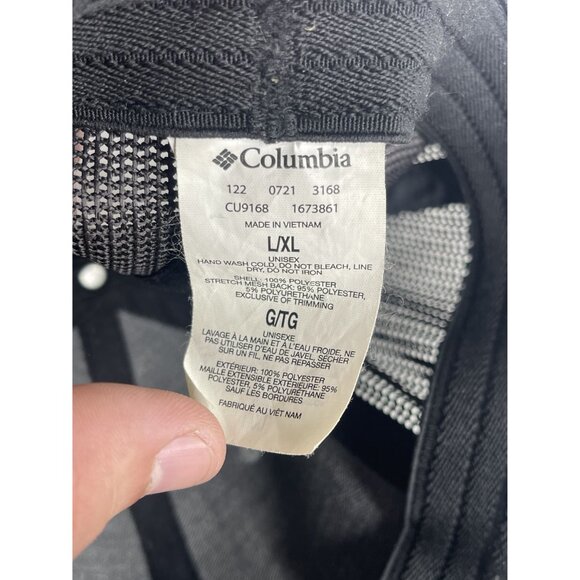 Columbia
122 0721 3168
CU9168 1673861
MADE IN VIETNAM
L/XL
UNISEX
HAND WASH COLD, DO NOT BLEACH, LINE
DRY, DO NOT IRON
SHELL: 100% POLYESTER
STRETCH MESH BACK: 95% POLYESTER,
5% POLYURETHANE
EXCLUSIVE OF TRIMMING
G/TG
UNISEXE
LAVAGE À LA MAIN ET À L'EAU FROIDE, NE
PAS UTILISER D'EAU DE JAVEL, SÉCHER
SUR UN FIL, NE PAS REPASSER
EXTÉRIEUR: 100% POLYESTER
MAILLE EXTENSIBLE EXTÉRIEURE: 95%
POLYESTER, 5% POLYURÉTHANE
SAUF LES BORDURES
FABRIQUÉ AU VIÊT NAM